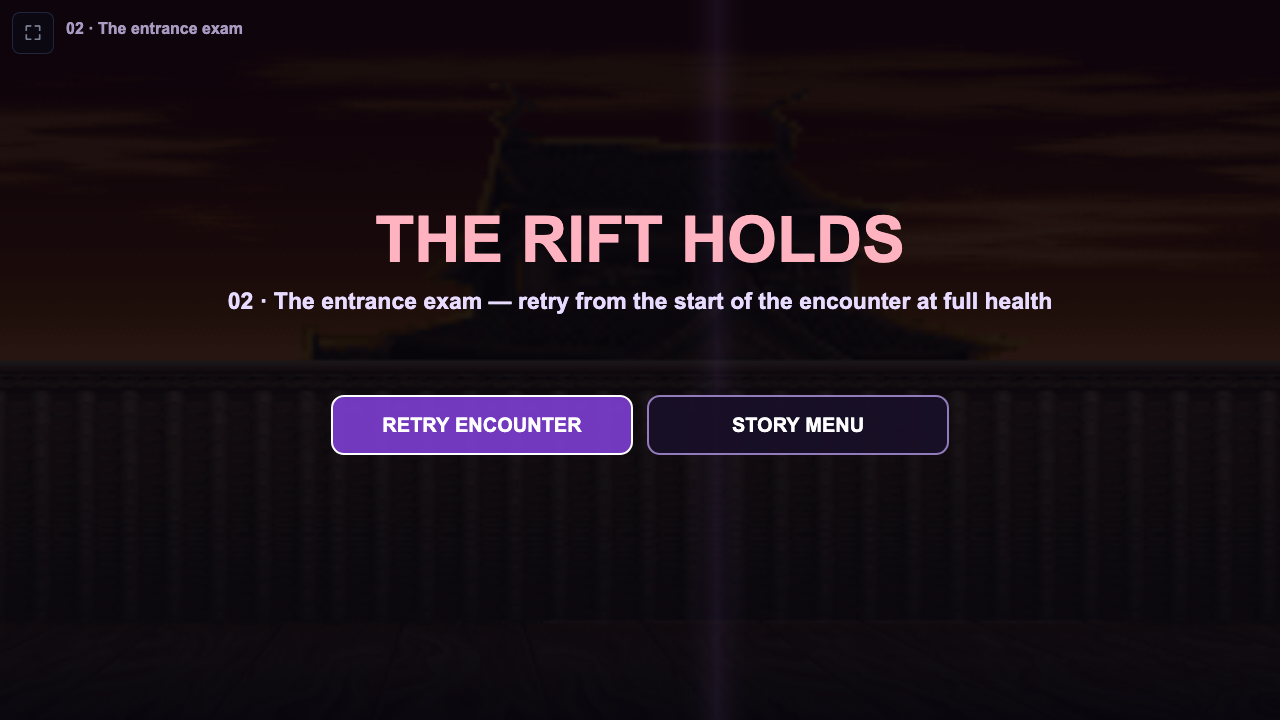 02 · The entrance exam
THE RIFT HOLDS
02 · The entrance exam — retry from the start of the encounter at full health
RETRY ENCOUNTER
STORY MENU